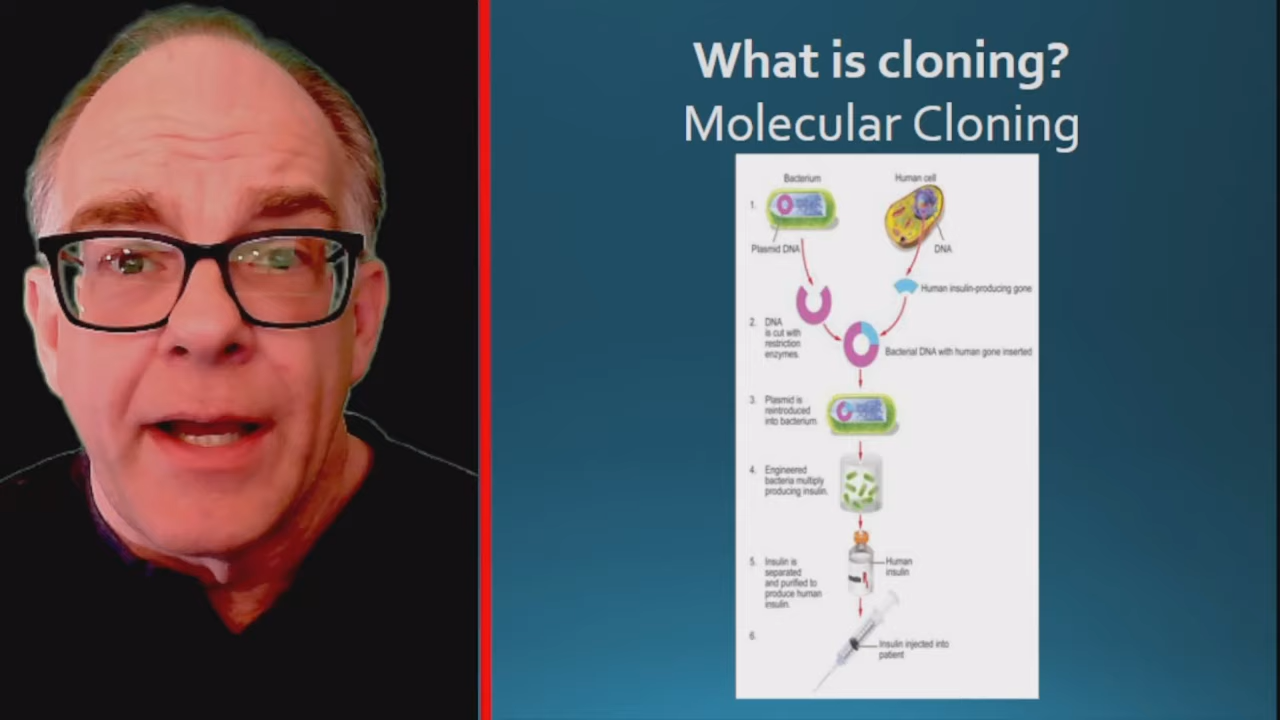 What is cloning?
Molecular Cloning
Bacterium
Human cell
1.
Plasmid DNA
DNA
Human insulin-producing gone
2. DNA
is cut with
restriction
enzymes.
Bacterial DNA with human gone inserted
3. Plasmid is
reintroduced
into bacterium
4. Engineered
bacteria multiply
producing insulin.
5. Insulin is
separated
and purified to
produce human
insulin.
Human
insulin
6.
Insulin injected into
patient